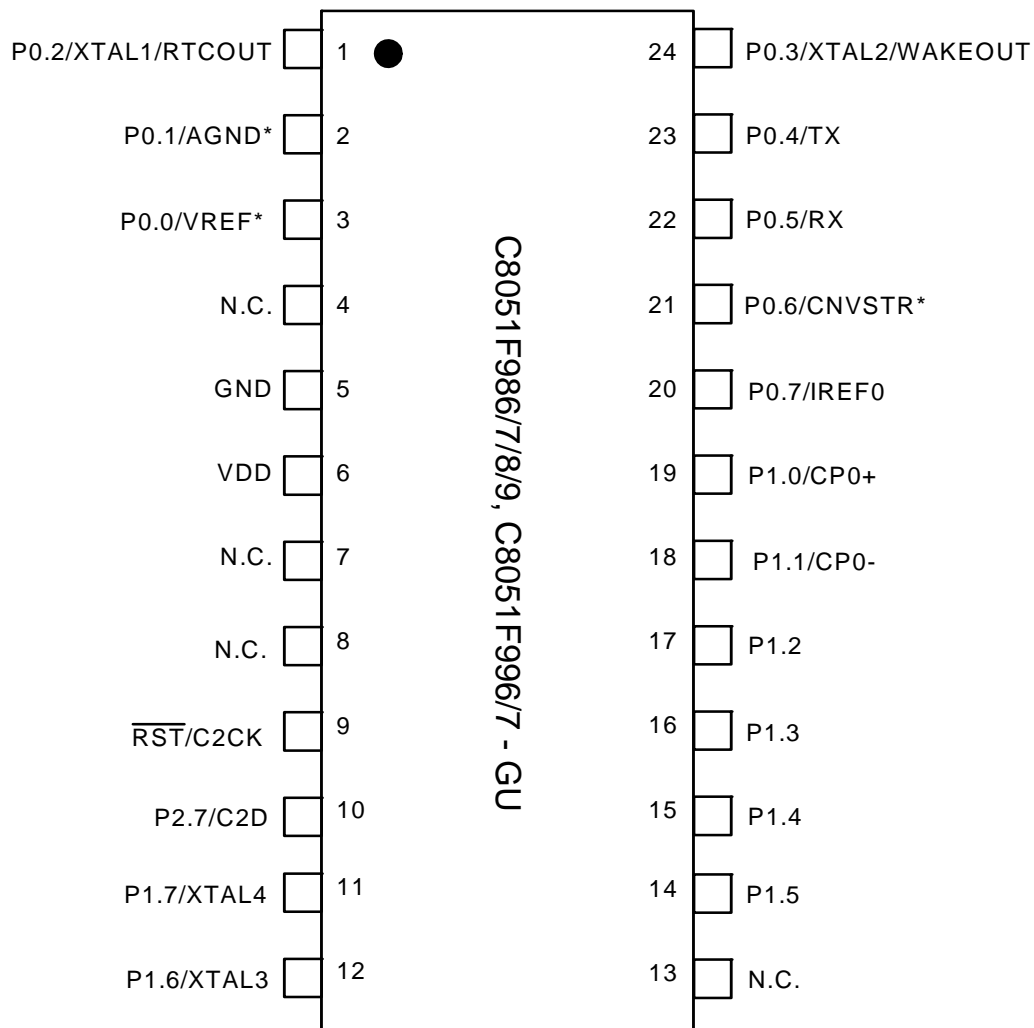 P0.2/XTAL1/RTCOUT 1 24 P0.3/XTAL2/WAKEOUT
P0.1/AGND* 2 23 P0.4/TX
P0.0/VREF* 3 22 P0.5/RX
N.C. 4 21 P0.6/CNVSTR*
GND 5 20 P0.7/IREF0
VDD 6 19 P1.0/CP0+
N.C. 7 18 P1.1/CP0-
N.C. 8 17 P1.2
RST/C2CK 9 16 P1.3
P2.7/C2D 10 15 P1.4
P1.7/XTAL4 11 14 P1.5
P1.6/XTAL3 12 13 N.C.
C8051F986/7/8/9, C8051F996/7 - GU